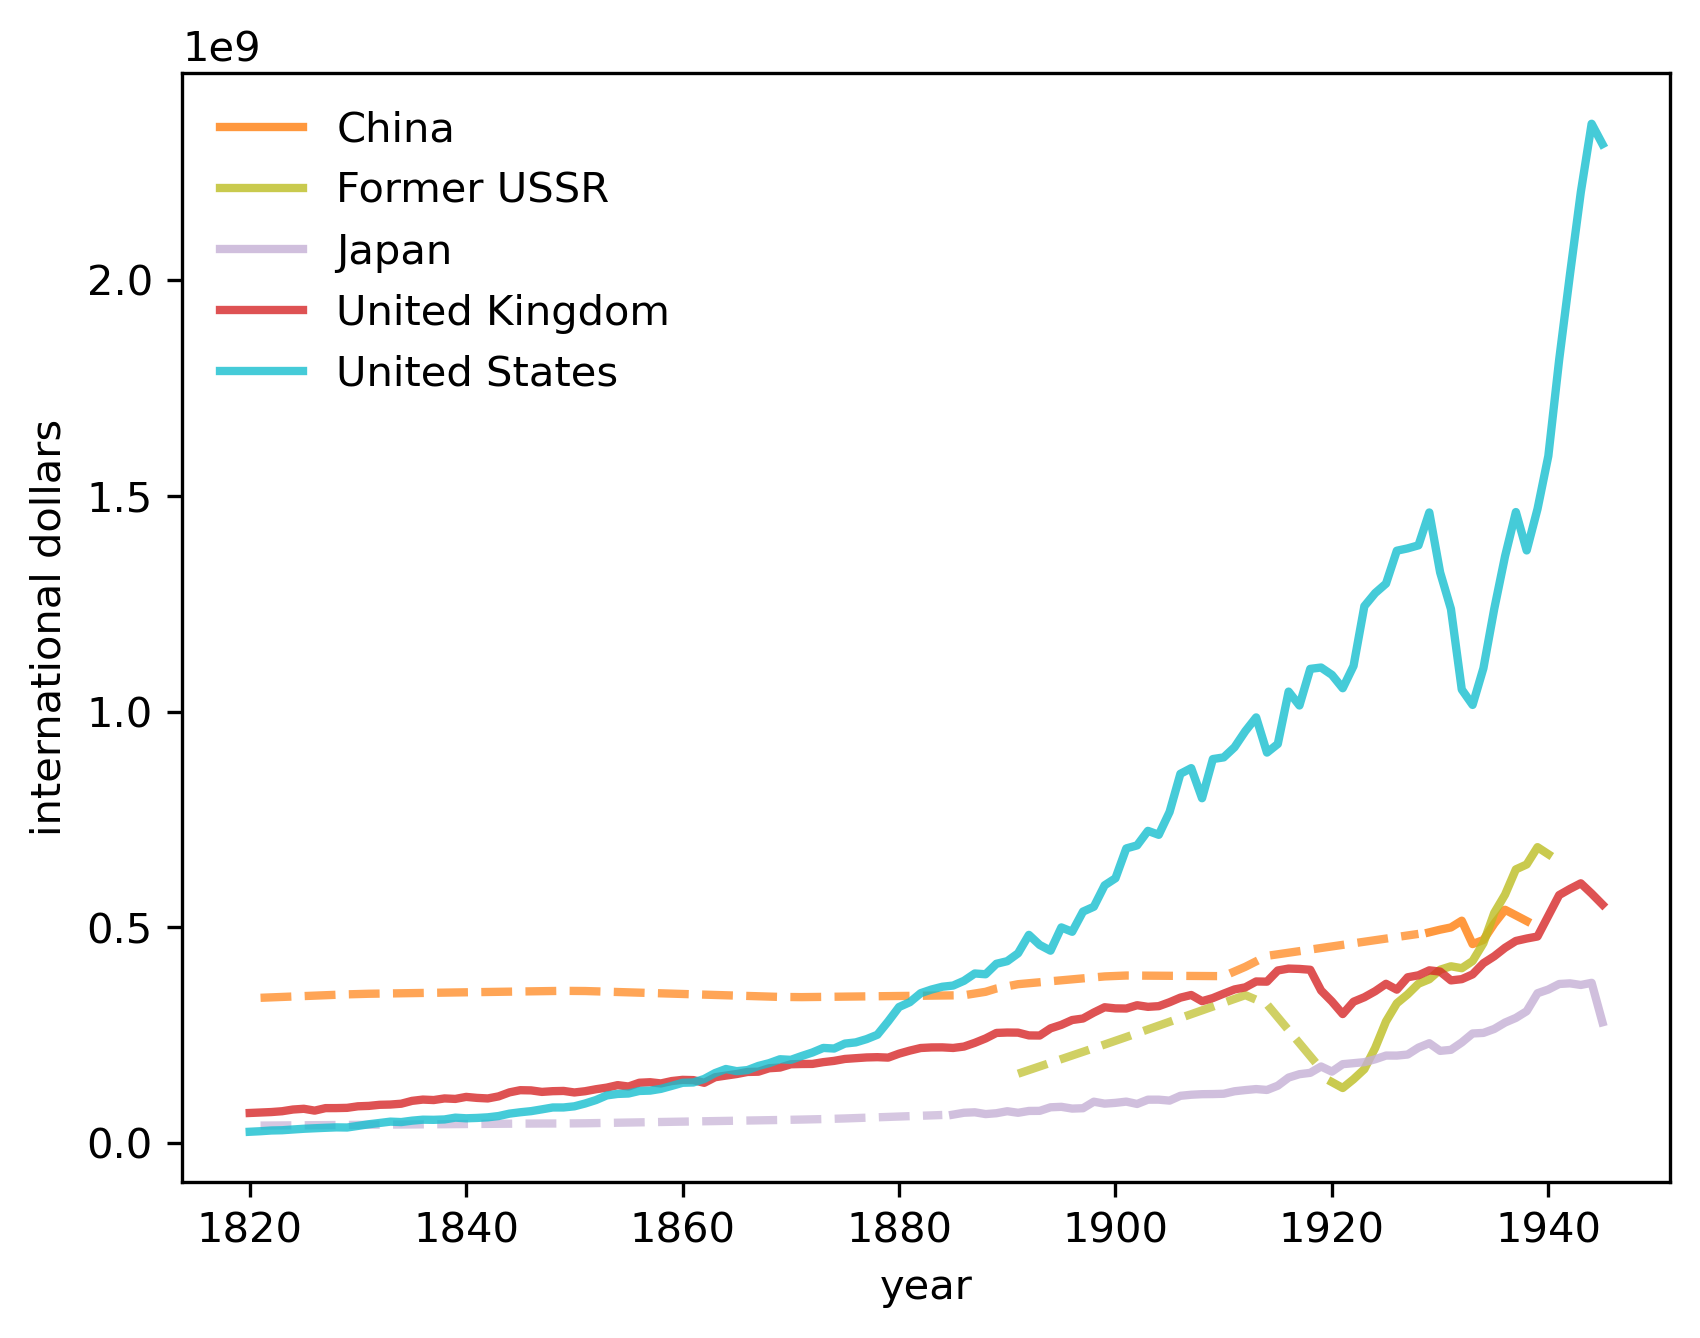 1e9
China
Former USSR
Japan
United Kingdom
United States
2.0
1.5
1.0
0.5
0.0
international dollars
1820 1840 1860 1880 1900 1920 1940
year